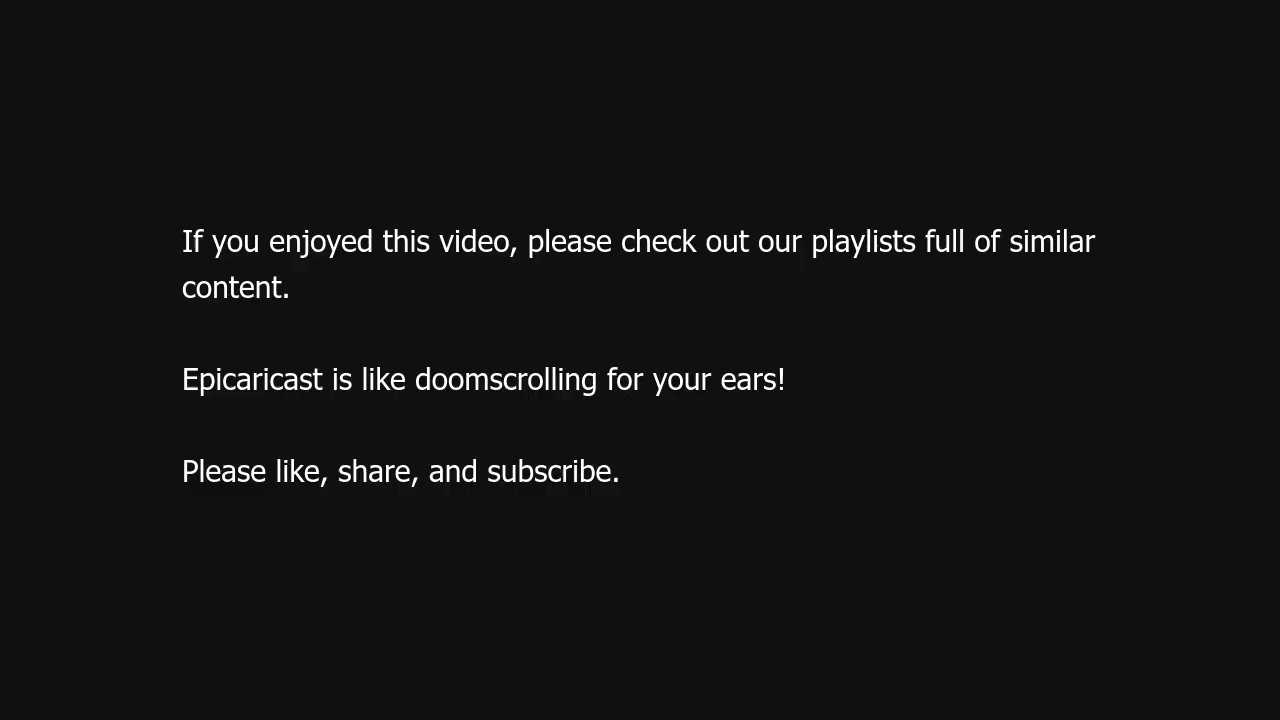 If you enjoyed this video, please check out our playlists full of similar
content.
Epicaricast is like doomscrolling for your ears!
Please like, share, and subscribe.